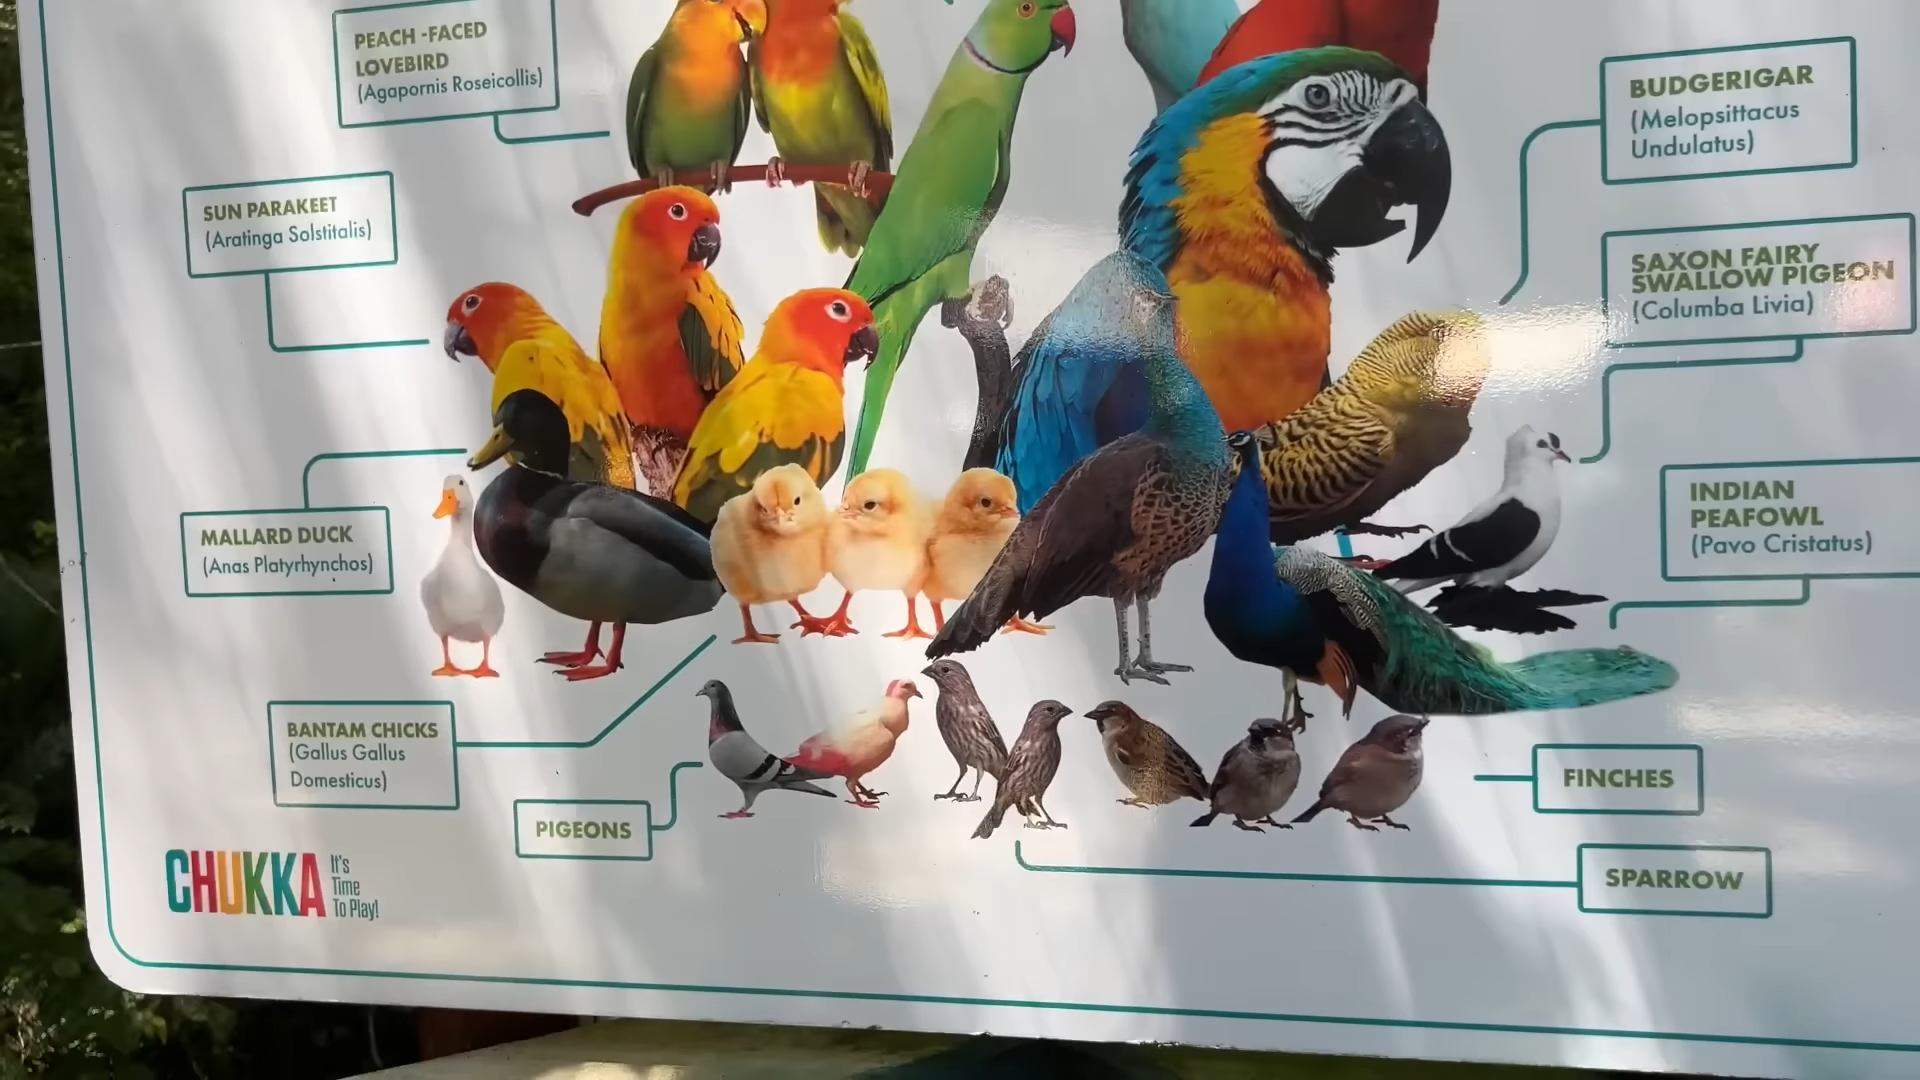 PEACH -FACED
LOVEBIRD
(Agapornis Roseicollis)
SUN PARAKEET
(Aratinga Solstitalis)
MALLARD DUCK
(Anas Platyrhynchos)
BANTAM CHICKS
(Gallus Gallus
Domesticus)
PIGEONS
CHUKKA
It's
Time
To Play!
BUDGERIGAR
(Melopsittacus
Undulatus)
SAXON FAIRY
SWALLOW PIGEON
(Columba Livia)
INDIAN
PEAFOWL
(Pavo Cristatus)
FINCHES
SPARROW